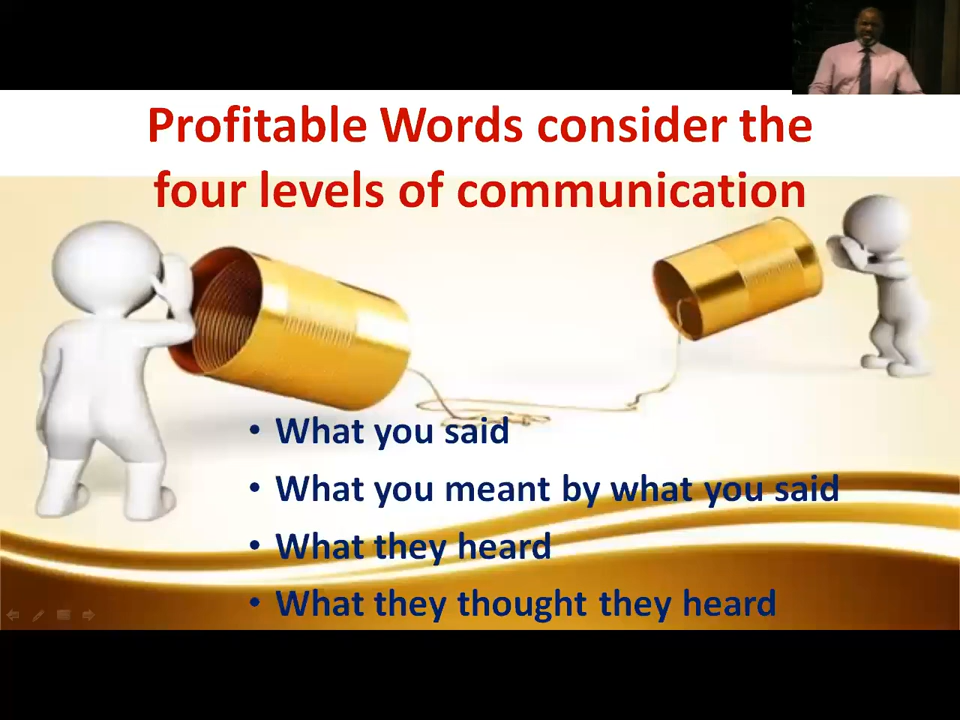 Profitable Words consider the
four levels of communication
• What you said
• What you meant by what you said
• What they heard
• What they thought they heard